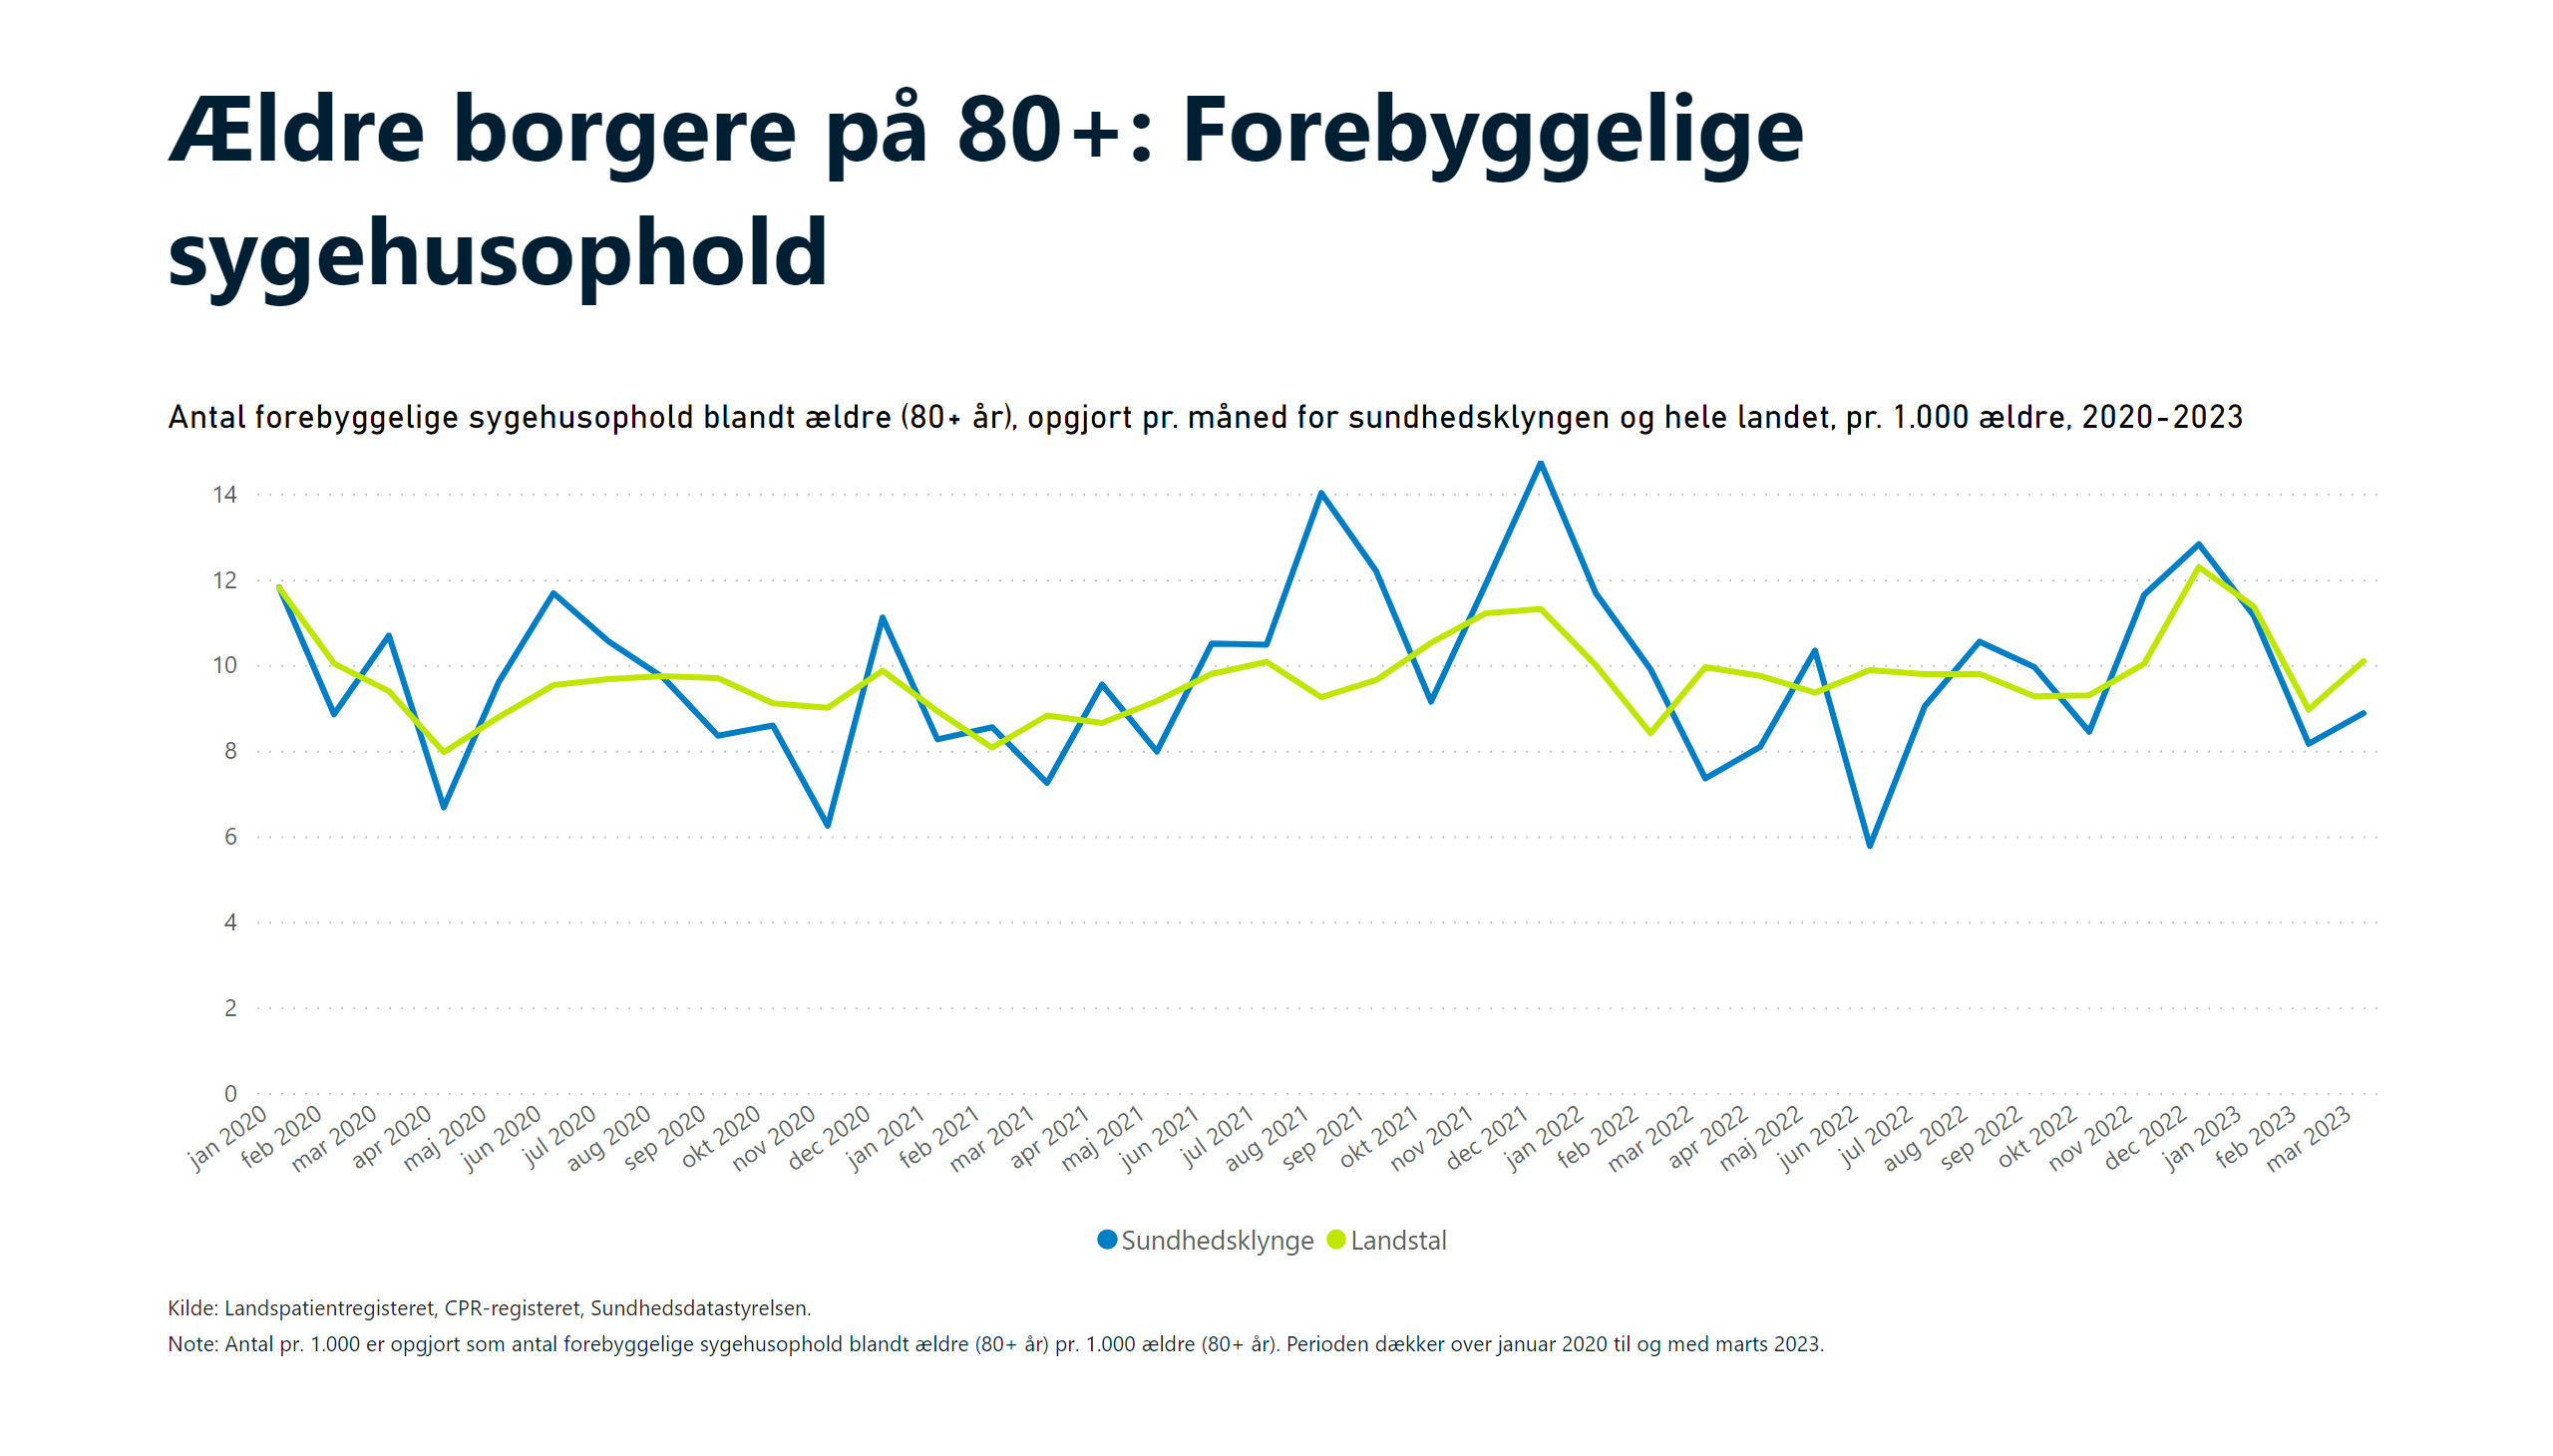 Ældre borgere på 80+: Forebyggelige
sygehusophold
Antal forebyggelige sygehusophold blandt ældre (80+ år), opgjort pr. måned for sundhedsklyngen og hele landet, pr. 1.000 ældre, 2020-2023
14
12
10
8
6
4
2
0
jan 2020
feb 2020
mar 2020
apr 2020
maj 2020
jun 2020
jul 2020
aug 2020
sep 2020
okt 2020
nov 2020
dec 2020
jan 2021
feb 2021
mar 2021
apr 2021
maj 2021
jun 2021
jul 2021
aug 2021
sep 2021
okt 2021
nov 2021
dec 2021
jan 2022
feb 2022
mar 2022
apr 2022
maj 2022
jun 2022
jul 2022
aug 2022
sep 2022
okt 2022
nov 2022
dec 2022
jan 2023
feb 2023
mar 2023
Sundhedsklynge Landstal
Kilde: Landspatientregisteret, CPR-registeret, Sundhedsdatastyrelsen.
Note: Antal pr. 1.000 er opgjort som antal forebyggelige sygehusophold blandt ældre (80+ år) pr. 1.000 ældre (80+ år). Perioden dækker over januar 2020 til og med marts 2023.